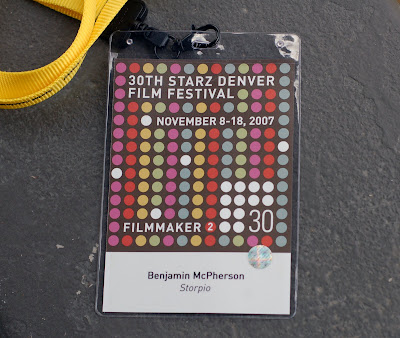 30TH STARZ DENVER
FILM FESTIVAL
NOVEMBER 8-18, 2007
FILMMAKER 2
30
Benjamin McPherson
Storpio